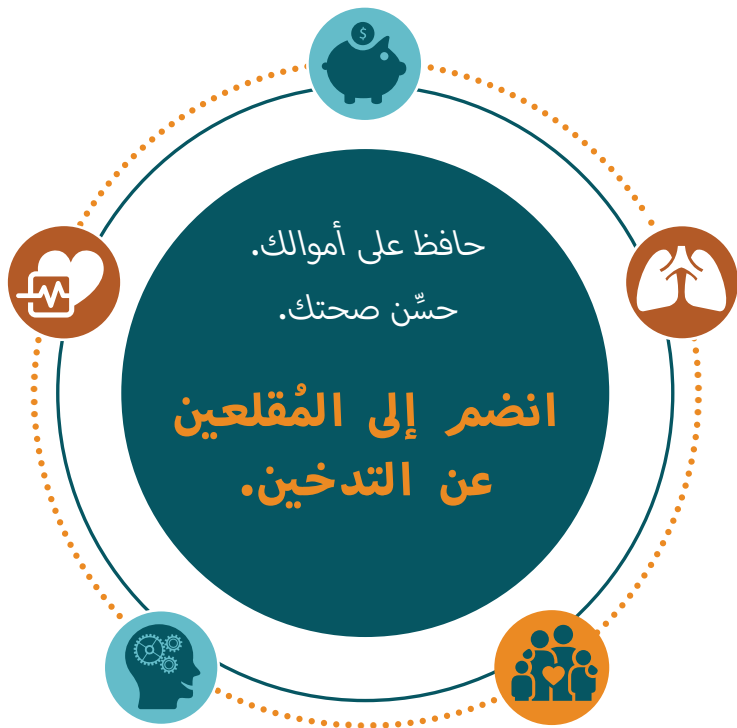 $
حافظ على أموالك.
حسِّن صحتك.
انضم إلى المُقلعين
عن التدخين.